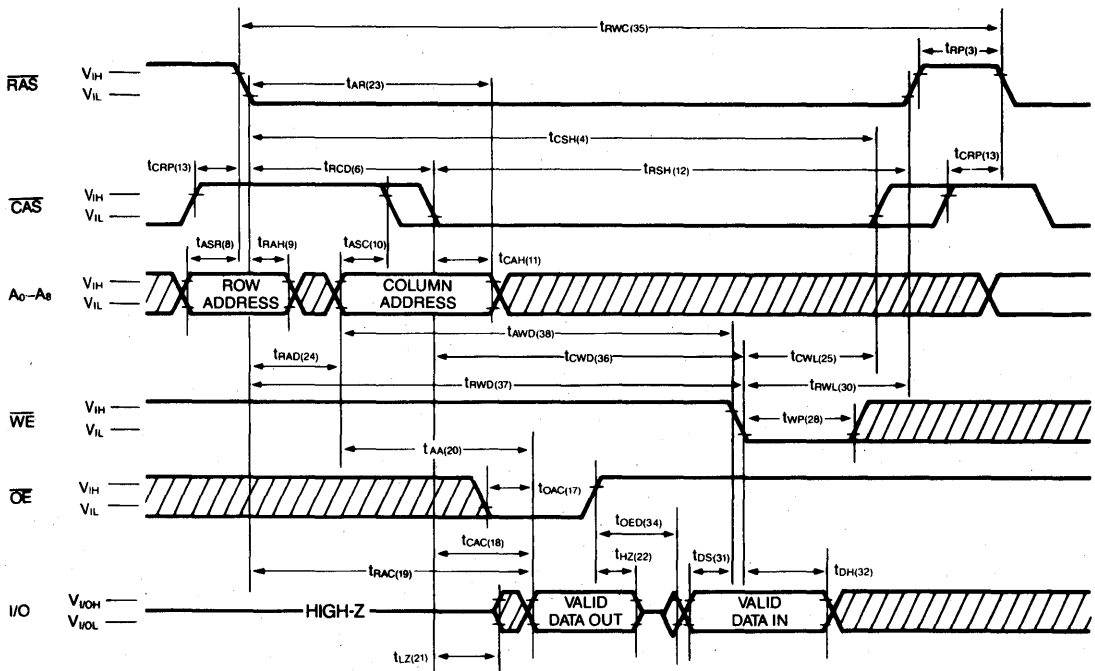 tRWC(35)
tRP(3)
RAS
VIH
VIL
tAR(23)
tCSH(4)
tCRP(13)
tRCD(6)
tRSH(12)
tCRP(13)
CAS
VIH
VIL
tASR(8)
tRAH(9)
tASC(10)
tCAH(11)
A0–A8
VIH
VIL
ROW ADDRESS
COLUMN ADDRESS
tAWD(38)
tRAD(24)
tCWD(36)
tCWL(25)
tRWD(37)
tRWL(30)
WE
VIH
VIL
tWP(28)
tAA(20)
OE
VIH
VIL
tOAC(17)
tOED(34)
tCAC(18)
tHZ(22)
tDS(31)
tRAC(19)
tDH(32)
I/O
VI/OH
VI/OL
HIGH-Z
VALID DATA OUT
VALID DATA IN
tLZ(21)